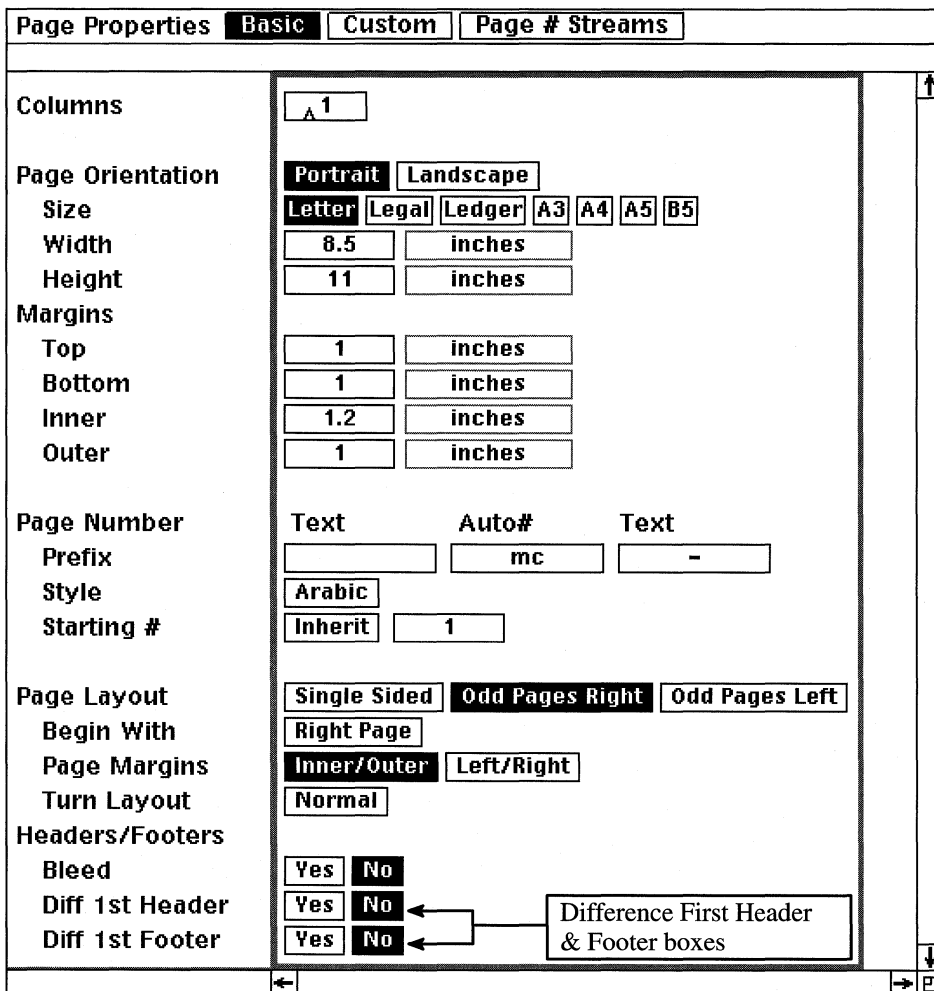 Page Properties Basic Custom Page # Streams
Columns 1
Page Orientation Portrait Landscape
Size Letter Legal Ledger A3 A4 A5 B5
Width 8.5 inches
Height 11 inches
Margins
Top 1 inches
Bottom 1 inches
Inner 1.2 inches
Outer 1 inches
Page Number Text Auto# Text
Prefix mc -
Style Arabic
Starting # Inherit 1
Page Layout Single Sided Odd Pages Right Odd Pages Left
Begin With Right Page
Page Margins Inner/Outer Left/Right
Turn Layout Normal
Headers/Footers
Bleed Yes No
Diff 1st Header Yes No
Diff 1st Footer Yes No
Difference First Header
& Footer boxes